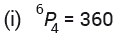 (i) ⁶P₄ = 360